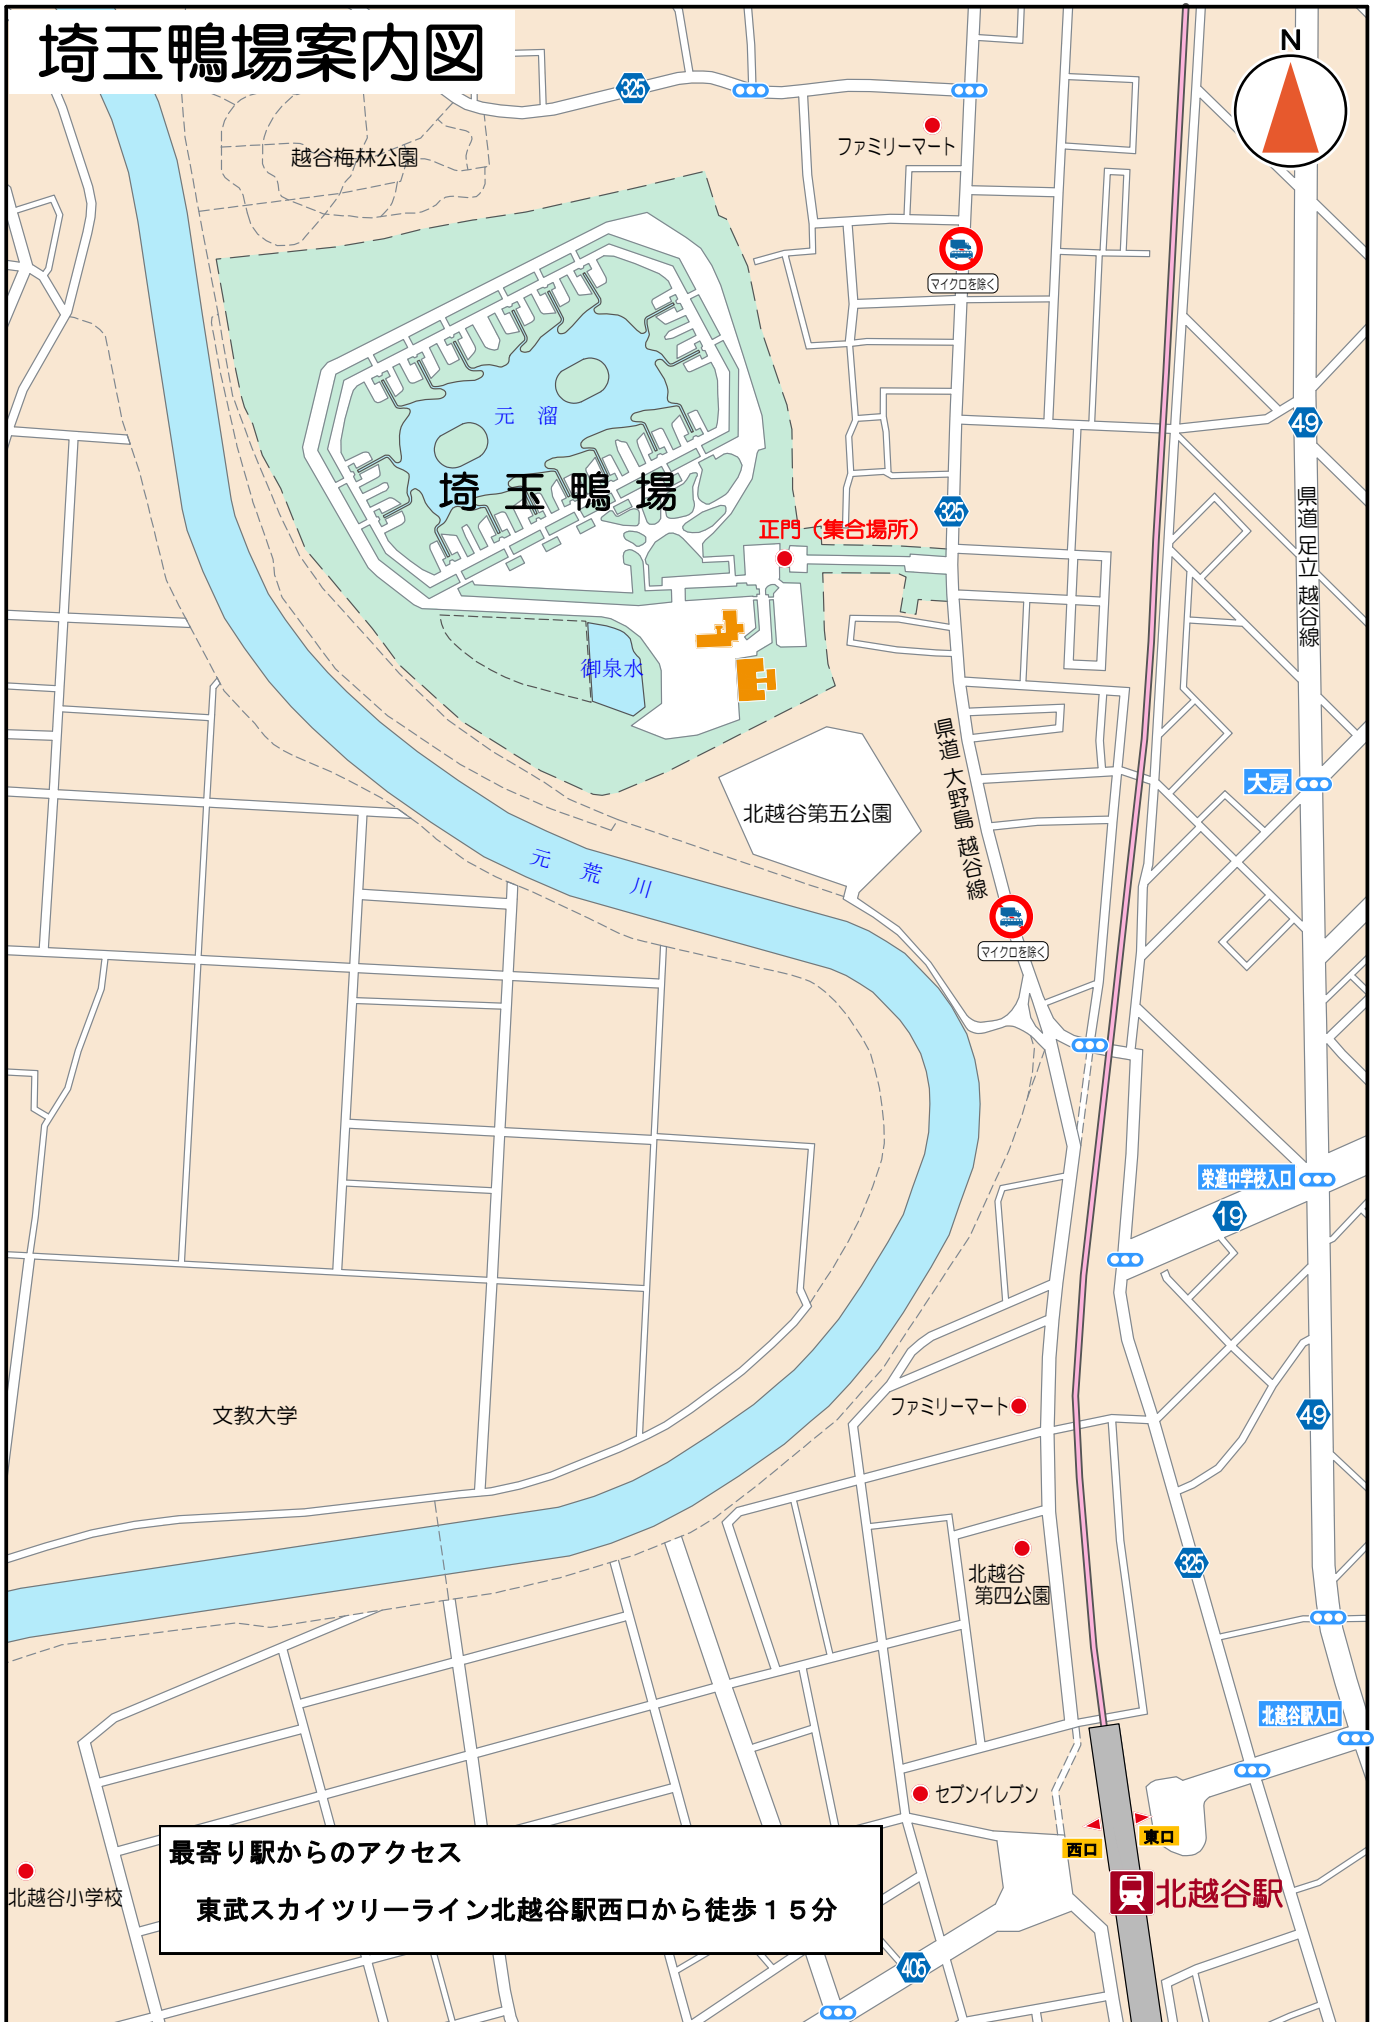 埼玉鴨場案内図
N
325
ファミリーマート
越谷梅林公園
マイクロを除く
元 溜
49
埼 玉 鴨 場
325
正門（集合場所）
県道 足立 越谷線
御泉水
県道 大野島 越谷線
大房
北越谷第五公園
元 荒 川
マイクロを除く
栄進中学校入口
19
ファミリーマート
文教大学
49
325
北越谷
第四公園
北越谷駅入口
セブンイレブン
西口
東口
北越谷駅
最寄り駅からのアクセス
東武スカイツリーライン北越谷駅西口から徒歩１５分
北越谷小学校
405